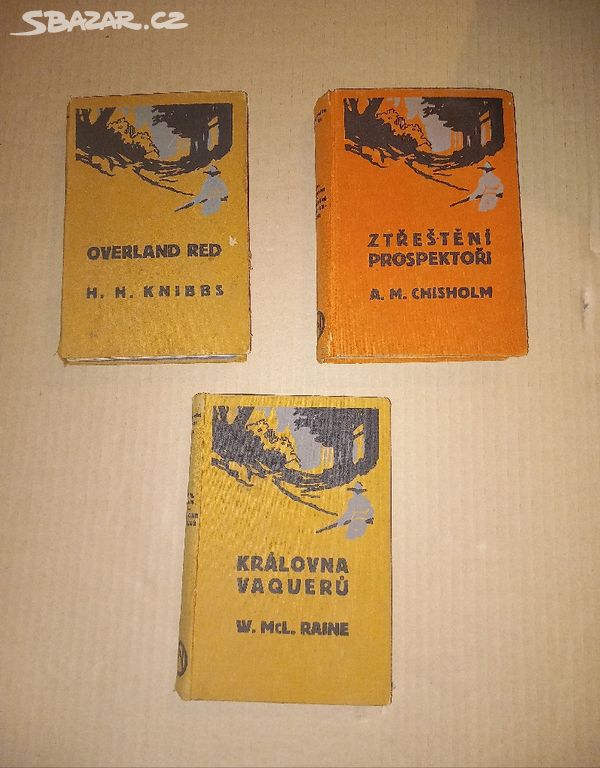 SBAZAR.CZ
OVERLAND RED
H. H. KNIBBS
ZTŘEŠTĚNÍ
PROSPEKTOŘI
A. M. CHISHOLM
KRÁLOVNA
VAQUERŮ
W. McL. RAINE